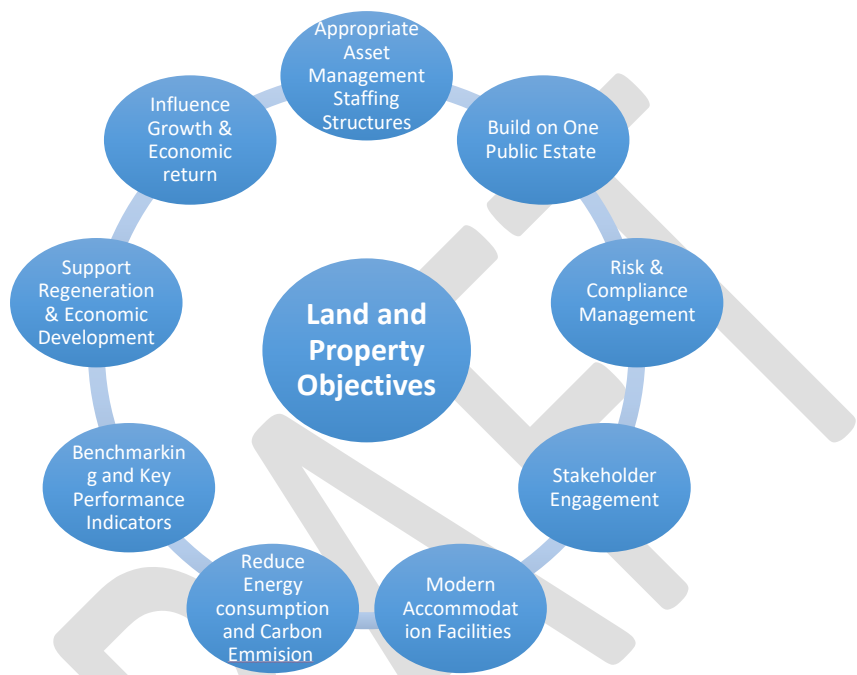 Appropriate
Asset
Management
Staffing
Structures
Build on One
Public Estate
Risk &
Compliance
Management
Stakeholder
Engagement
Modern
Accommodat
ion Facilities
Reduce
Energy
consumption
and Carbon
Emmision
Benchmarkin
g and Key
Performance
Indicators
Support
Regeneration
& Economic
Development
Influence
Growth &
Economic
return
Land and
Property
Objectives